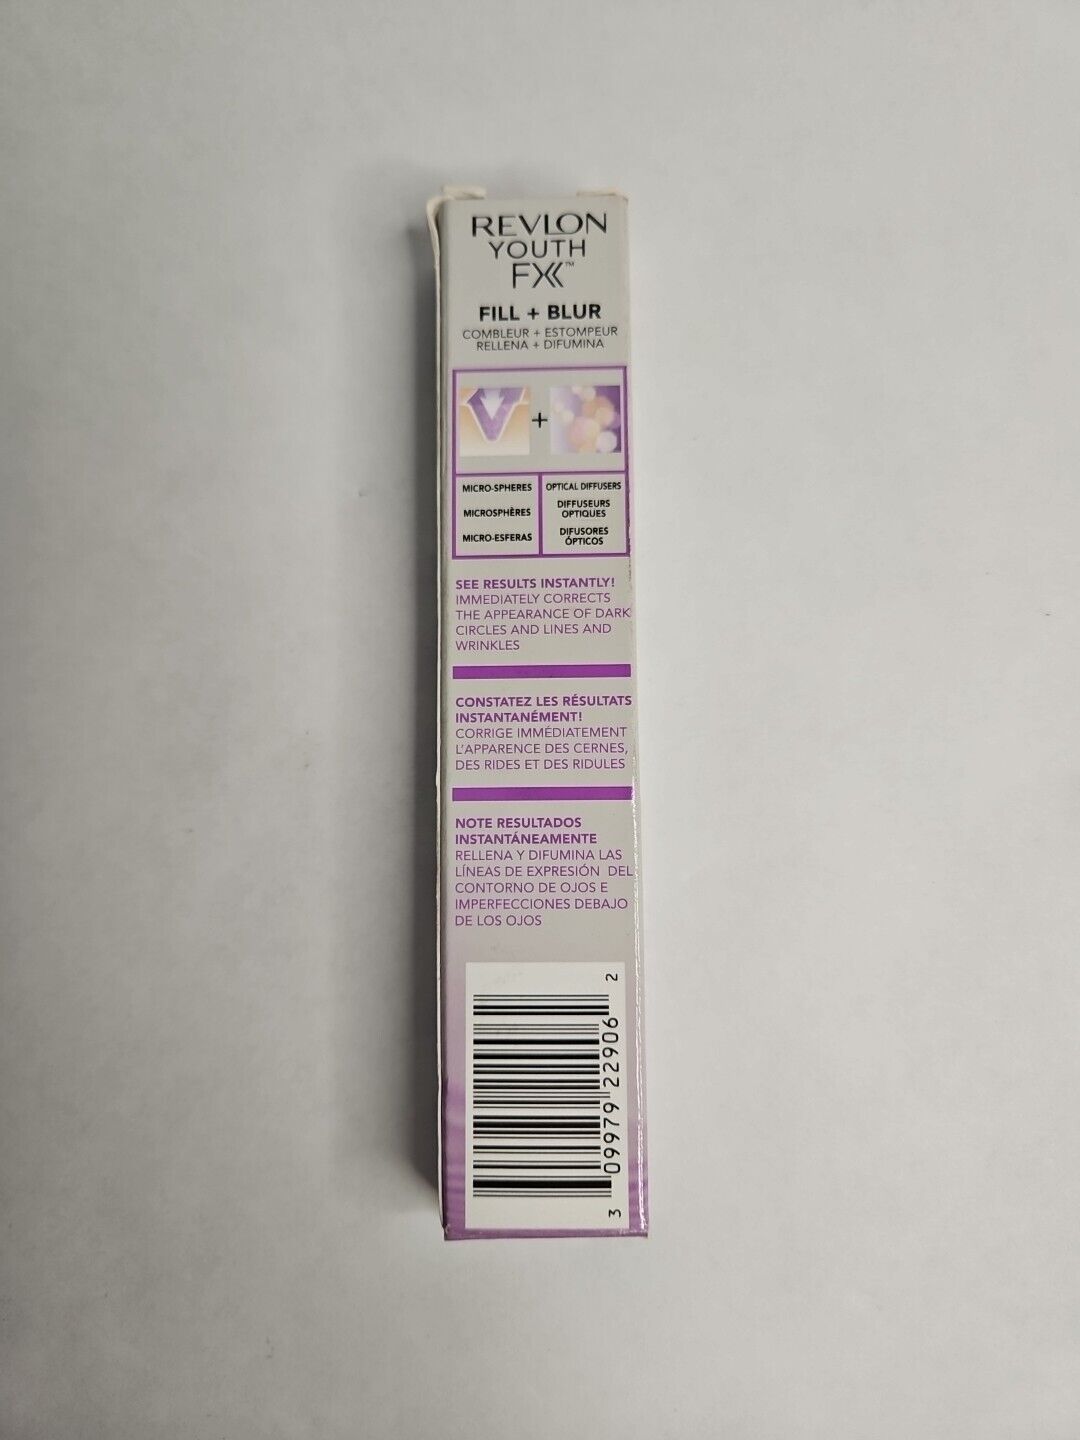 REVLON
YOUTH
FX™
FILL + BLUR
COMBLEUR + ESTOMPEUR
RELLENA + DIFUMINA
+
MICRO-SPHERES
MICROSPHÈRES
MICRO-ESFERAS
OPTICAL DIFFUSERS
DIFFUSEURS
OPTIQUES
DIFUSORES
ÓPTICOS
SEE RESULTS INSTANTLY!
IMMEDIATELY CORRECTS
THE APPEARANCE OF DARK
CIRCLES AND LINES AND
WRINKLES
CONSTATEZ LES RÉSULTATS
INSTANTANÉMENT!
CORRIGE IMMÉDIATEMENT
L'APPARENCE DES CERNES,
DES RIDES ET DES RIDULES
NOTE RESULTADOS
INSTANTÁNEAMENTE
RELLENA Y DIFUMINA LAS
LÍNEAS DE EXPRESIÓN DEL
CONTORNO DE OJOS E
IMPERFECCIONES DEBAJO
DE LOS OJOS
3 09979 22906 2